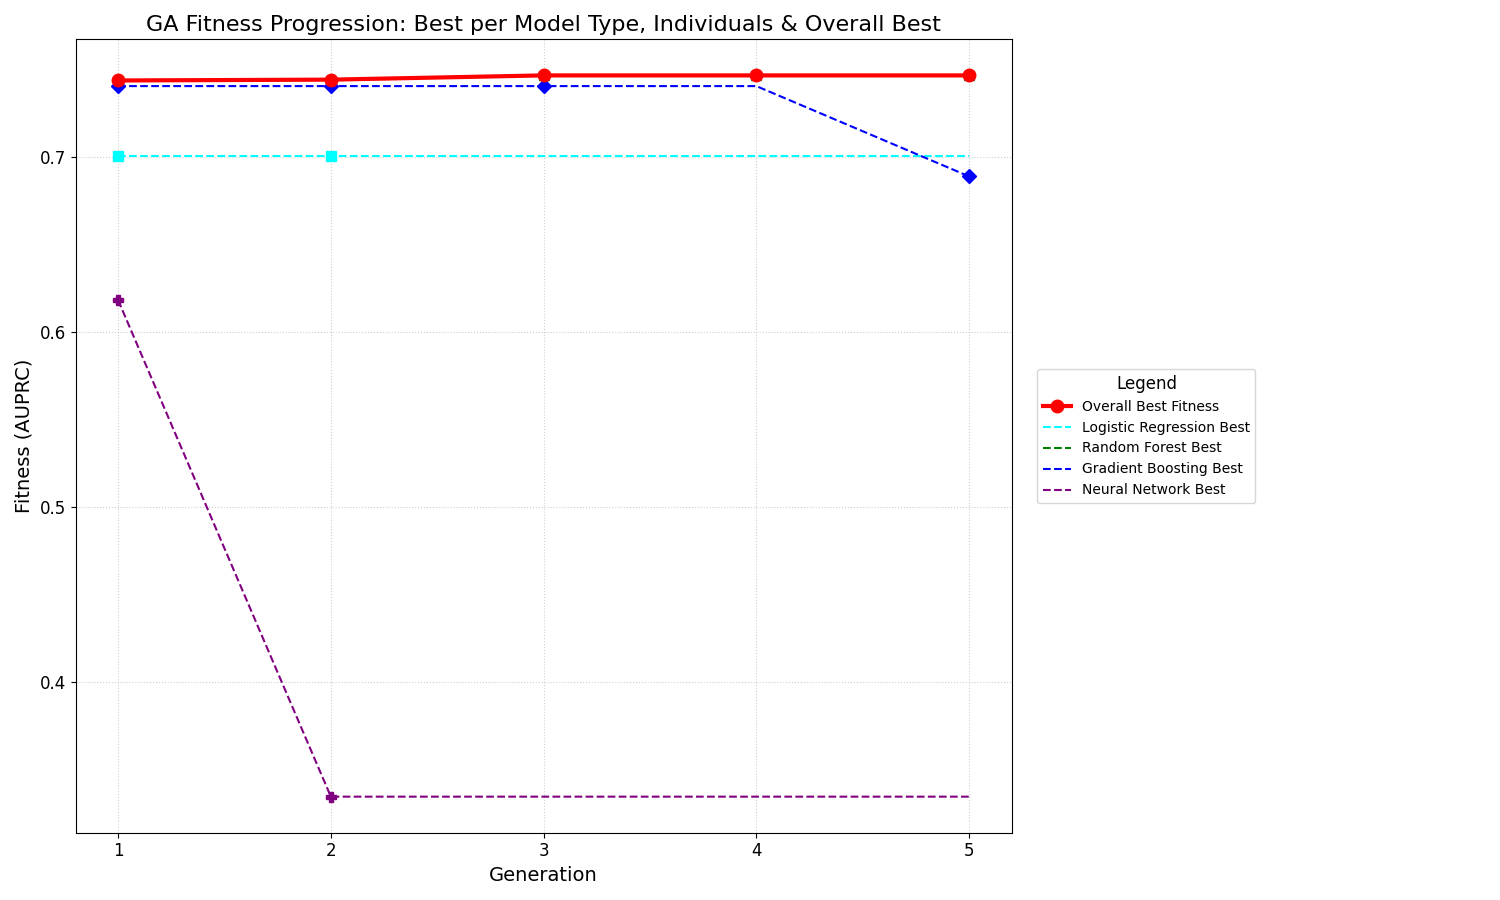 GA Fitness Progression: Best per Model Type, Individuals & Overall Best
Fitness (AUPRC)
0.7
0.6
0.5
0.4
1 2 3 4 5
Generation
Legend
Overall Best Fitness
Logistic Regression Best
Random Forest Best
Gradient Boosting Best
Neural Network Best